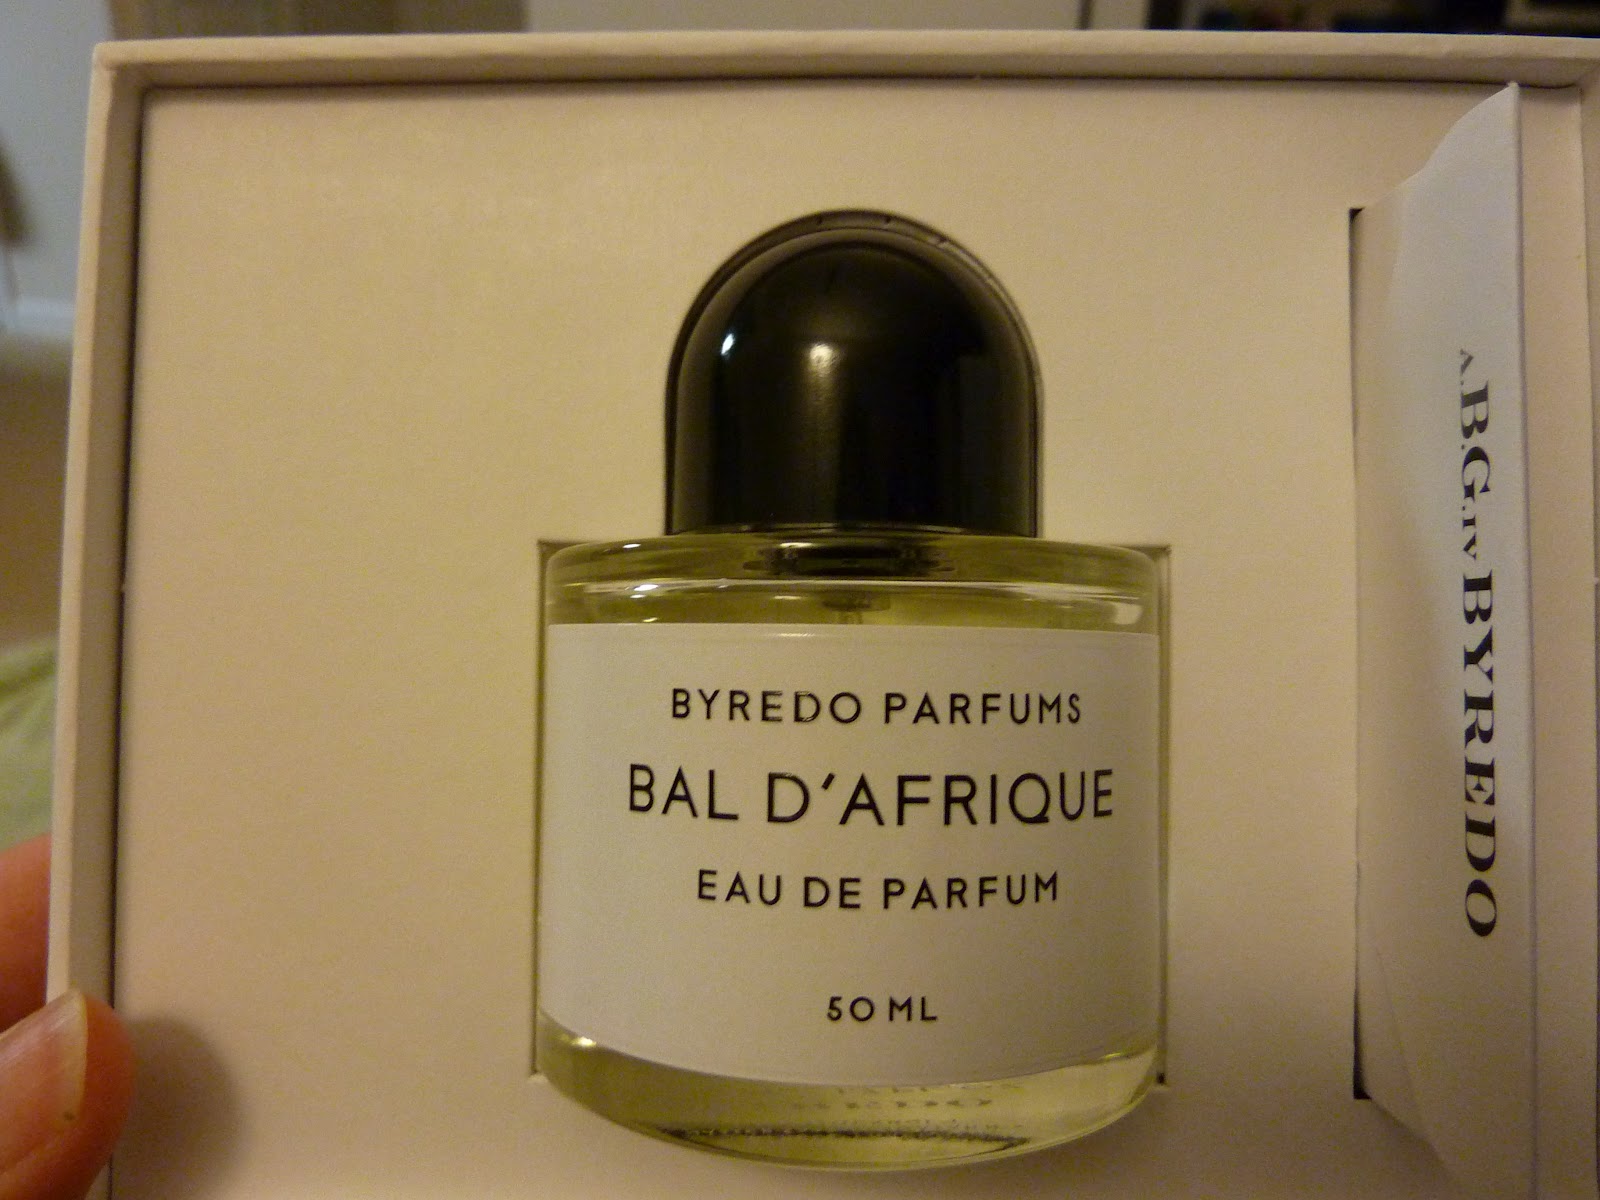 BYREDO PARFUMS
BAL D'AFRIQUE
EAU DE PARFUM
50 ML
BYREDO